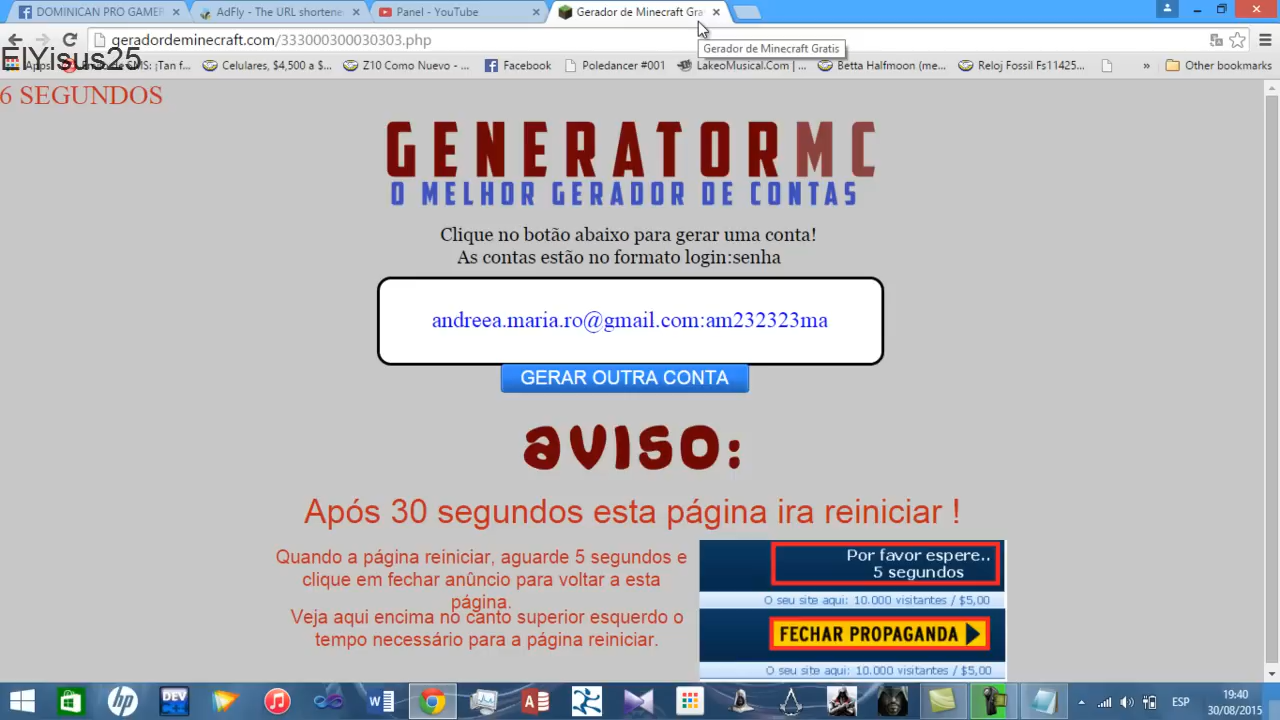 DOMINICAN PRO GAMER
AdFly - The URL shortene
Panel - YouTube
Gerador de Minecraft Gra
geradordeminecraft.com/333000300030303.php
ElYisus25
Gerador de Minecraft Gratis
Apps
Celulares, $4,500 a $...
Z10 Como Nuevo - ...
Facebook
Poledancer #001
LakeoMusical.Com | ...
Betta Halfmoon (me...
Reloj Fossil Fs11425...
»
Other bookmarks
6 SEGUNDOS
GENERATORMC
O MELHOR GERADOR DE CONTAS
Clique no botão abaixo para gerar uma conta!
As contas estão no formato login:senha
andreea.maria.ro@gmail.com:am232323ma
GERAR OUTRA CONTA
AVISO:
Após 30 segundos esta página ira reiniciar !
Quando a página reiniciar, aguarde 5 segundos e
clique em fechar anúncio para voltar a esta
página.
Veja aqui encima no canto superior esquerdo o
tempo necessário para a página reiniciar.
Por favor espere..
5 segundos
O seu site aqui: 10.000 visitantes / $5,00
FECHAR PROPAGANDA
O seu site aqui: 10.000 visitantes / $5,00
DEV
ESP
19:40
30/08/2015